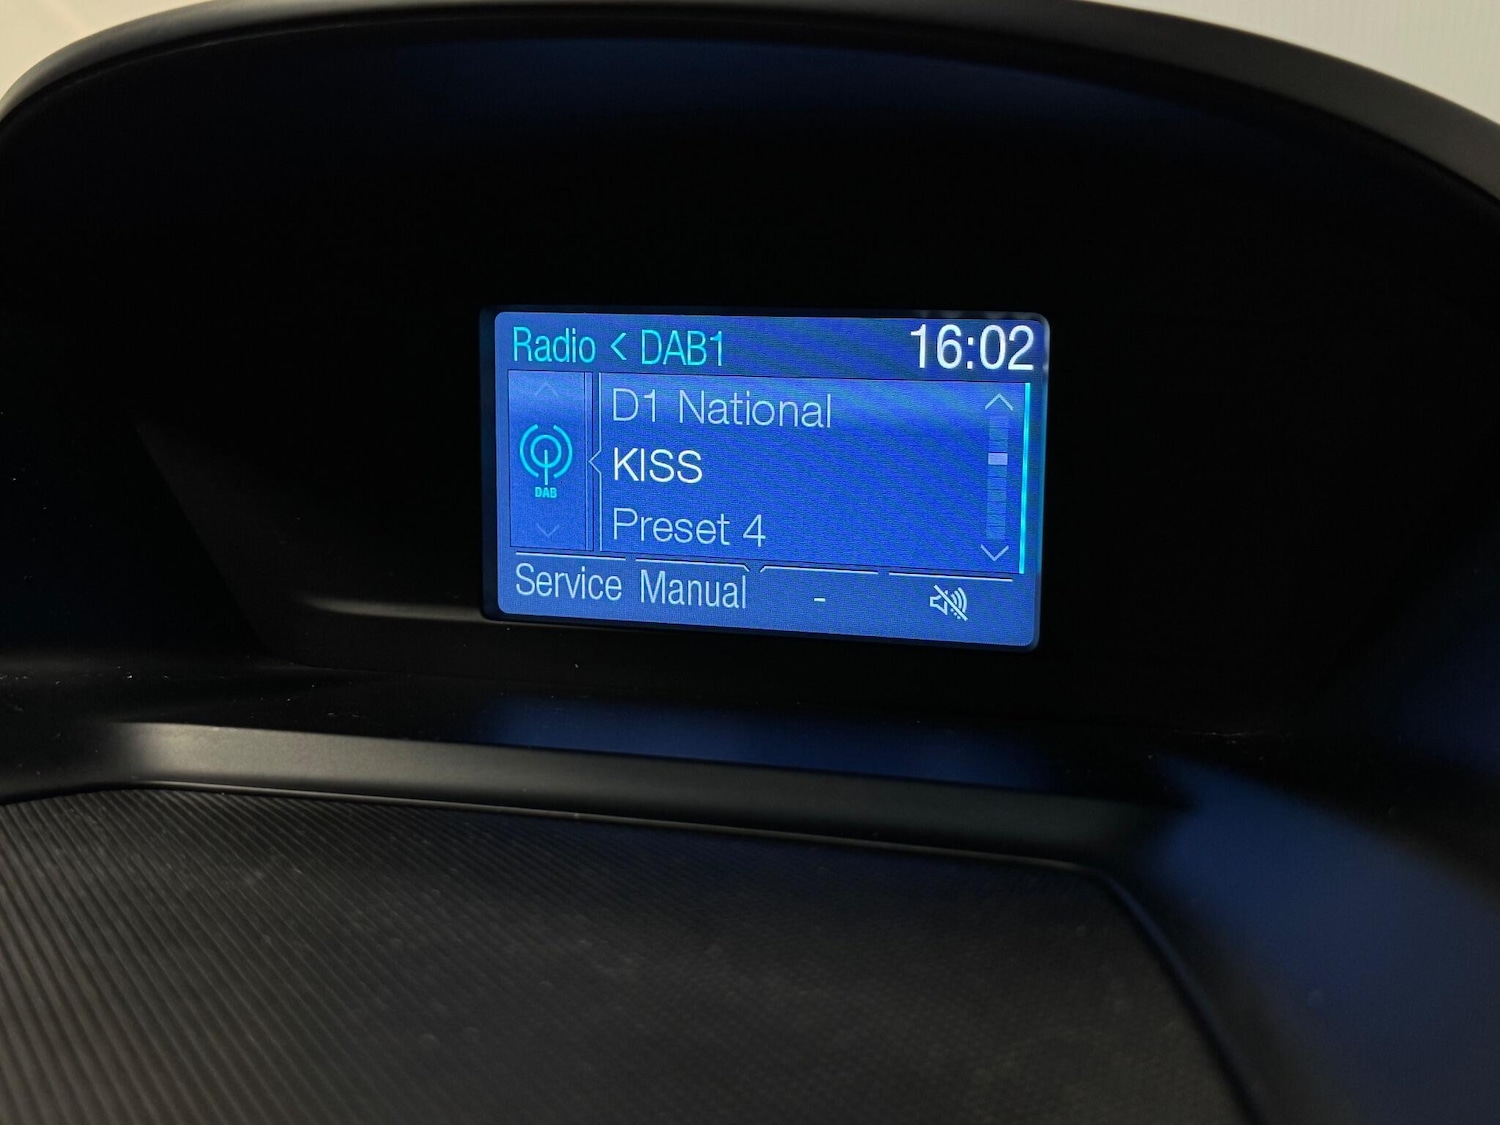 Radio < DAB1 16:02
D1 National
KISS
DAB
Preset 4
Service Manual -